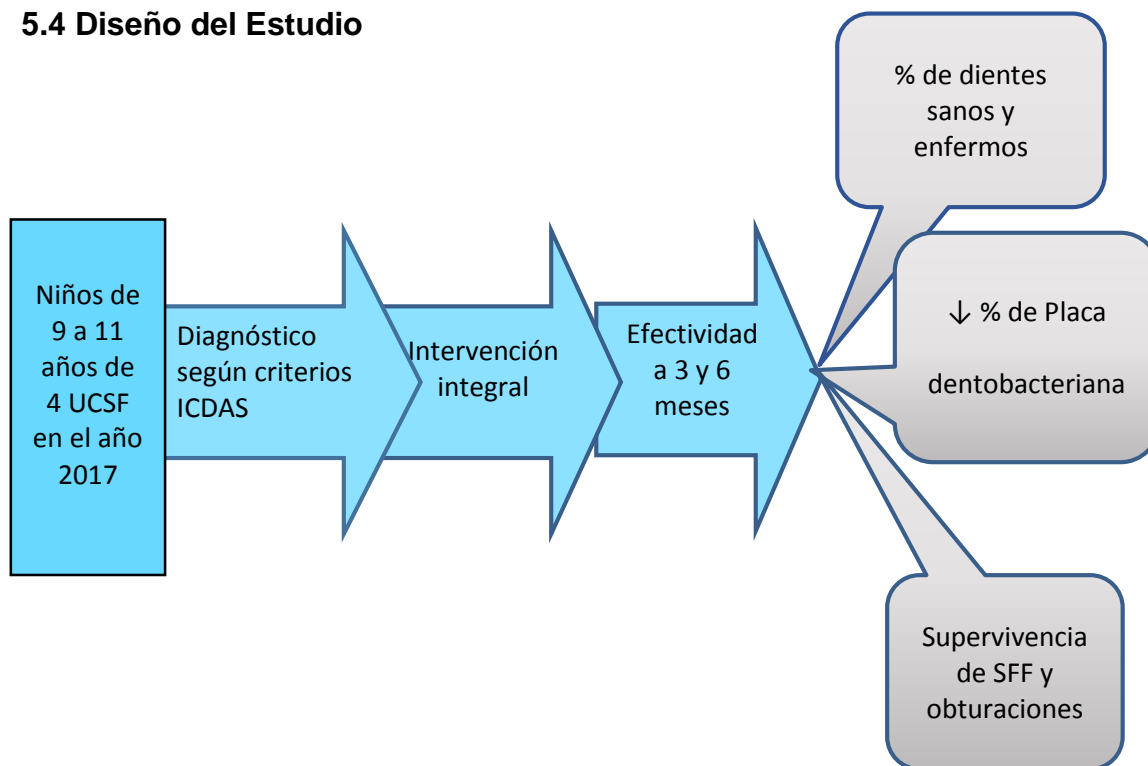 5.4 Diseño del Estudio
Niños de
9 a 11
años de
4 UCSF
en el año
2017
Diagnóstico
según criterios
ICDAS
Intervención
integral
Efectividad
a 3 y 6
meses
% de dientes
sanos y
enfermos
↓ % de Placa
dentobacteriana
Supervivencia
de SFF y
obturaciones